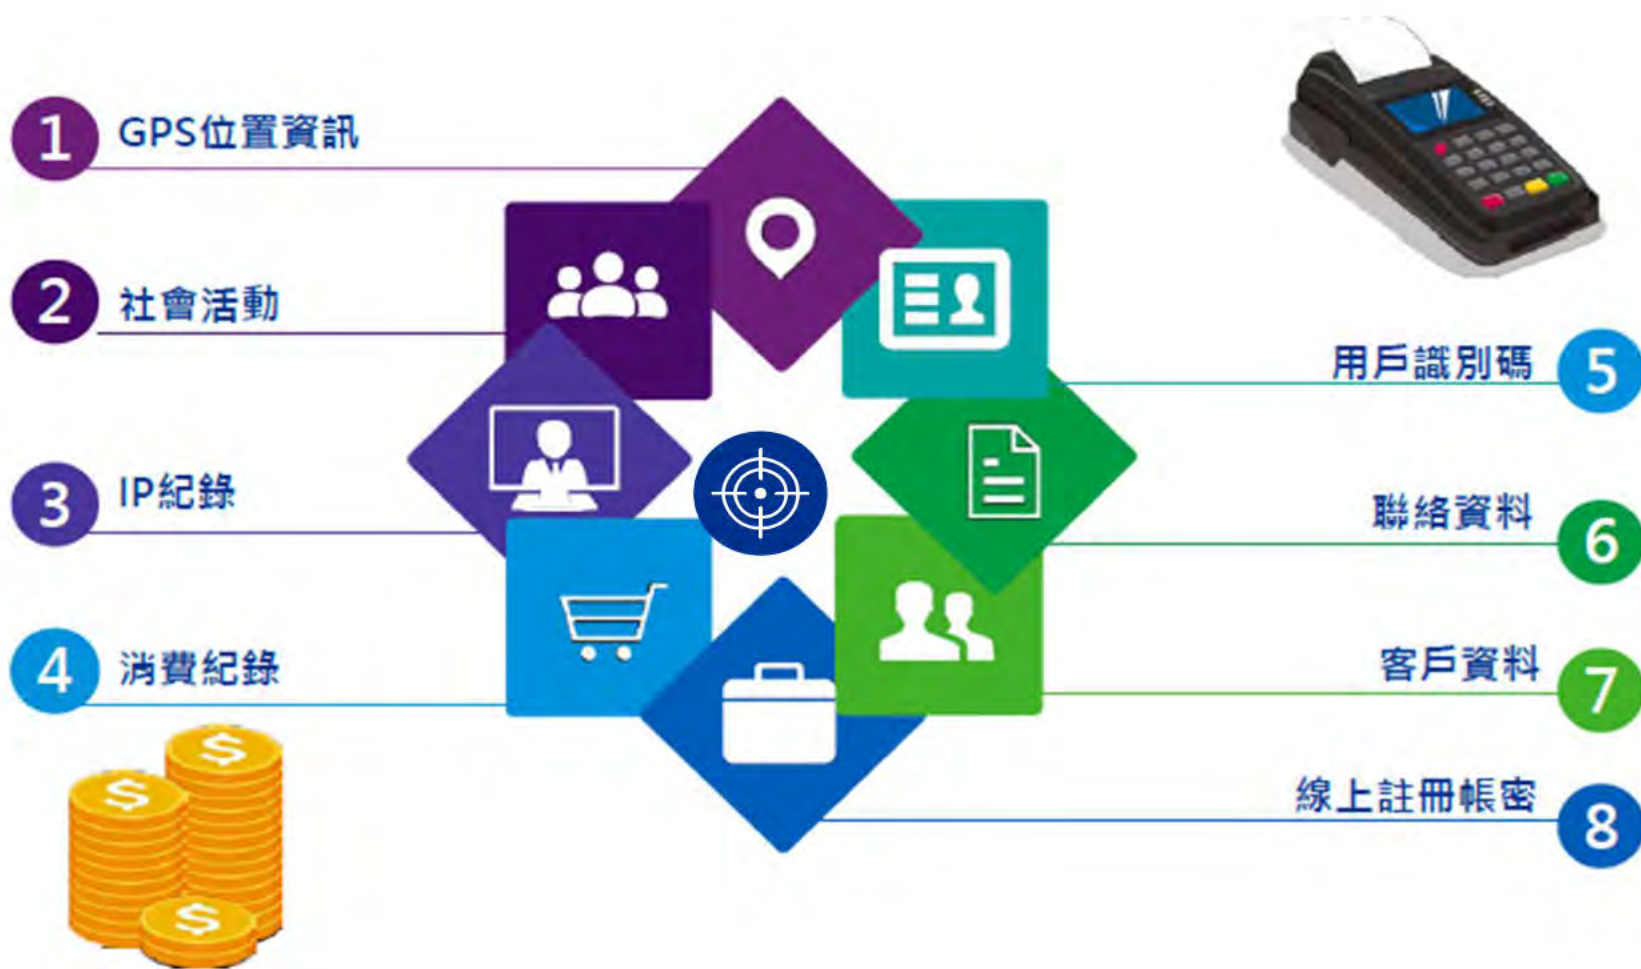 1 GPS位置資訊
2 社會活動
3 IP紀錄
4 消費紀錄
用戶識別碼 5
聯絡資料 6
客戶資料 7
線上註冊帳密 8
$
$
$